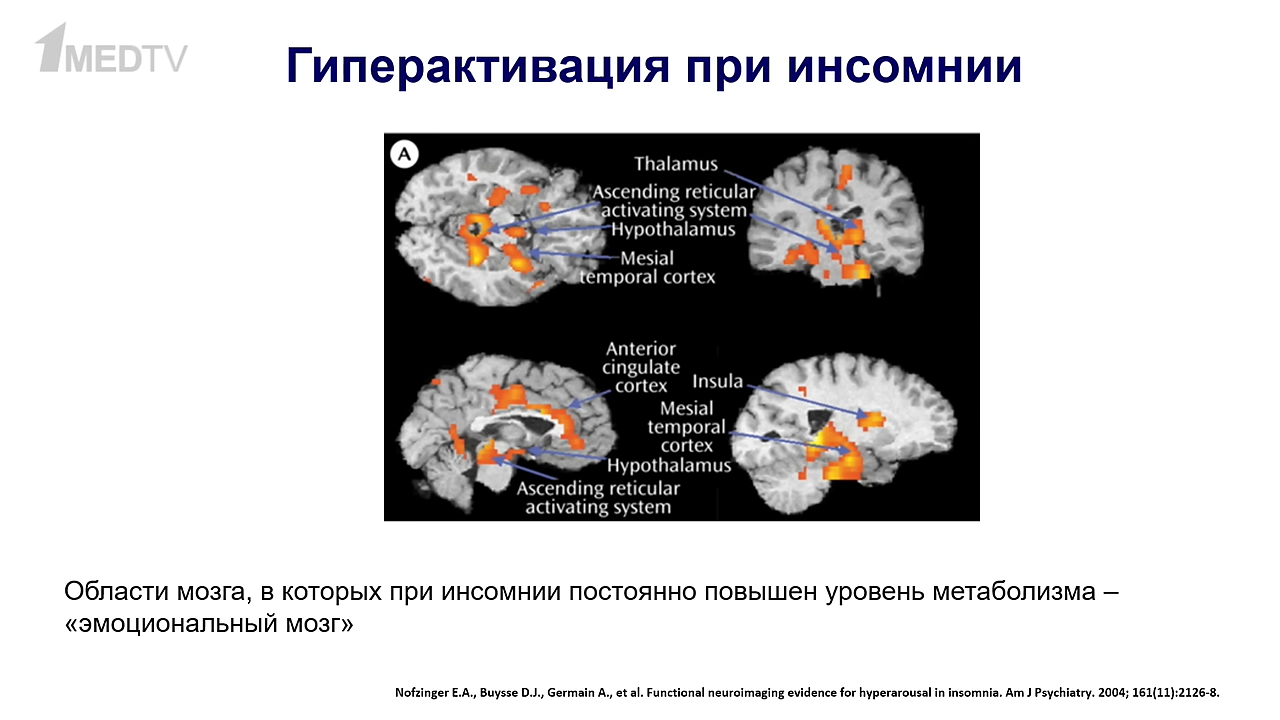 1MEDTV
Гиперактивация при инсомнии
A
Thalamus
Ascending reticular
activating system
Hypothalamus
Mesial
temporal cortex
Anterior
cingulate
cortex
Insula
Mesial
temporal
cortex
Hypothalamus
Ascending reticular
activating system
Области мозга, в которых при инсомнии постоянно повышен уровень метаболизма –
«эмоциональный мозг»
Nofzinger E.A., Buysse D.J., Germain A., et al. Functional neuroimaging evidence for hyperarousal in insomnia. Am J Psychiatry. 2004; 161(11):2126-8.